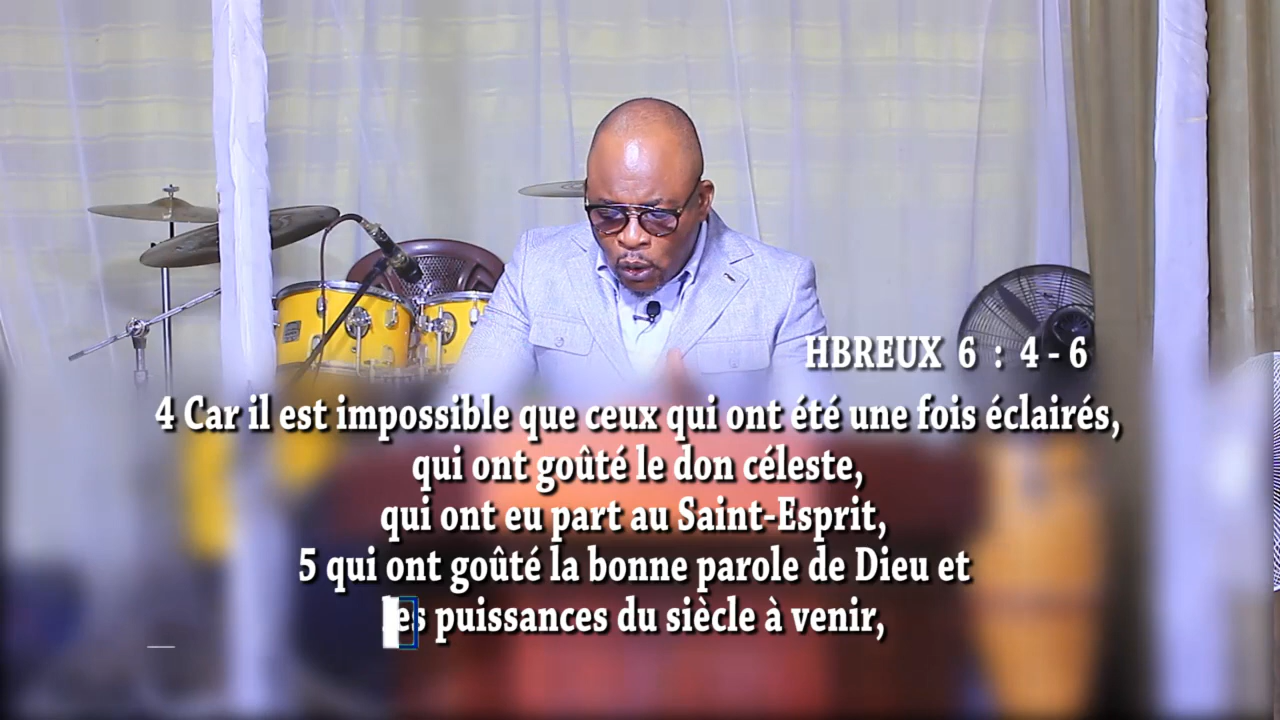 HBREUX 6 : 4 - 6
4 Car il est impossible que ceux qui ont été une fois éclairés,
qui ont goûté le don céleste,
qui ont eu part au Saint-Esprit,
5 qui ont goûté la bonne parole de Dieu et
les puissances du siècle à venir,